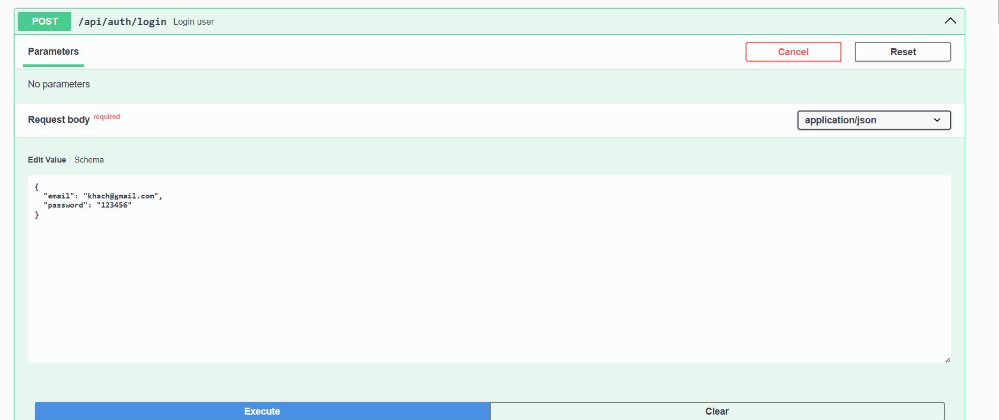 POST /api/auth/login Login user
Parameters
Cancel
Reset
No parameters
Request body required
application/json
Edit Value
Schema
{
  "email": "khach@gmail.com",
  "password": "123456"
}
Execute
Clear